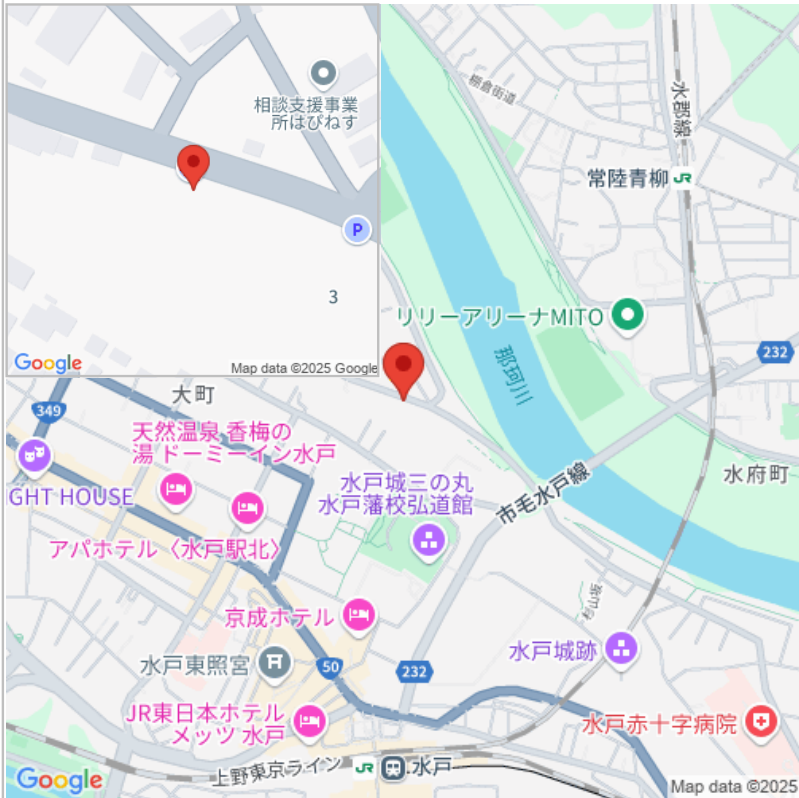 相談支援事業
所はぴねす
P
3
Google
Map data ©2025 Google
棚倉街道
水郡線
常陸青柳 JR
リリーアリーナMITO
232
那珂川
大町
349
天然温泉 香梅の
湯 ドーミーイン水戸
GHT HOUSE
水戸城三の丸
水戸藩校弘道館
市毛水戸線
水府町
アパホテル〈水戸駅北〉
杉山坂
京成ホテル
水戸城跡
水戸東照宮
50
232
JR東日本ホテル
メッツ 水戸
水戸赤十字病院
上野東京ライン
JR 水戸
Google
Map data ©2025